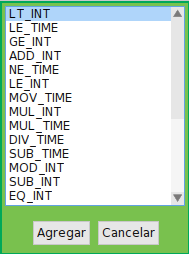 LT_INT
LE_TIME
GE_INT
ADD_INT
NE_TIME
LE_INT
MOV_TIME
MUL_INT
MUL_TIME
DIV_TIME
SUB_TIME
MOD_INT
SUB_INT
EQ_INT
Agregar Cancelar